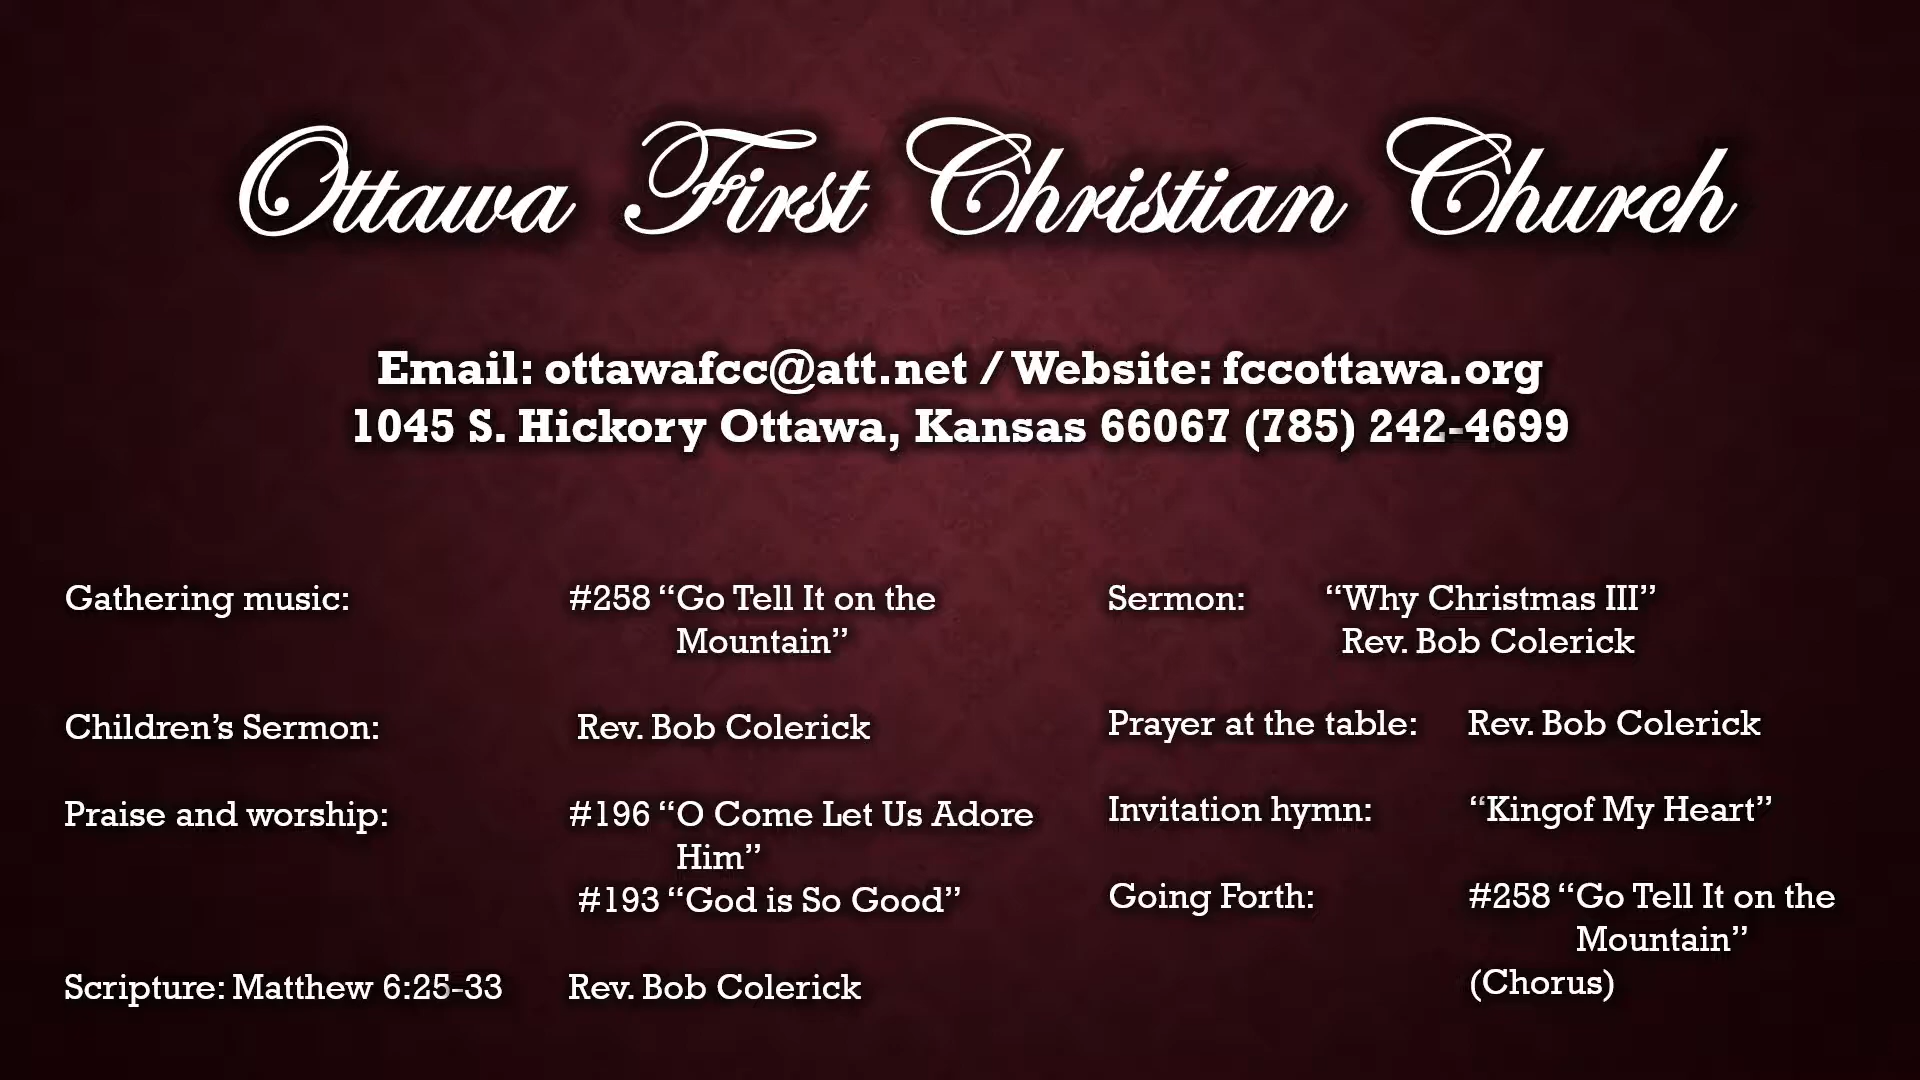 Ottawa First Christian Church
Email: ottawafcc@att.net / Website: fccottawa.org
1045 S. Hickory Ottawa, Kansas 66067 (785) 242-4699
Gathering music: #258 “Go Tell It on the
Mountain”
Children’s Sermon: Rev. Bob Colerick
Praise and worship: #196 “O Come Let Us Adore
Him”
#193 “God is So Good”
Scripture: Matthew 6:25-33 Rev. Bob Colerick
Sermon: “Why Christmas III”
Rev. Bob Colerick
Prayer at the table: Rev. Bob Colerick
Invitation hymn: “Kingof My Heart”
Going Forth: #258 “Go Tell It on the
Mountain”
(Chorus)